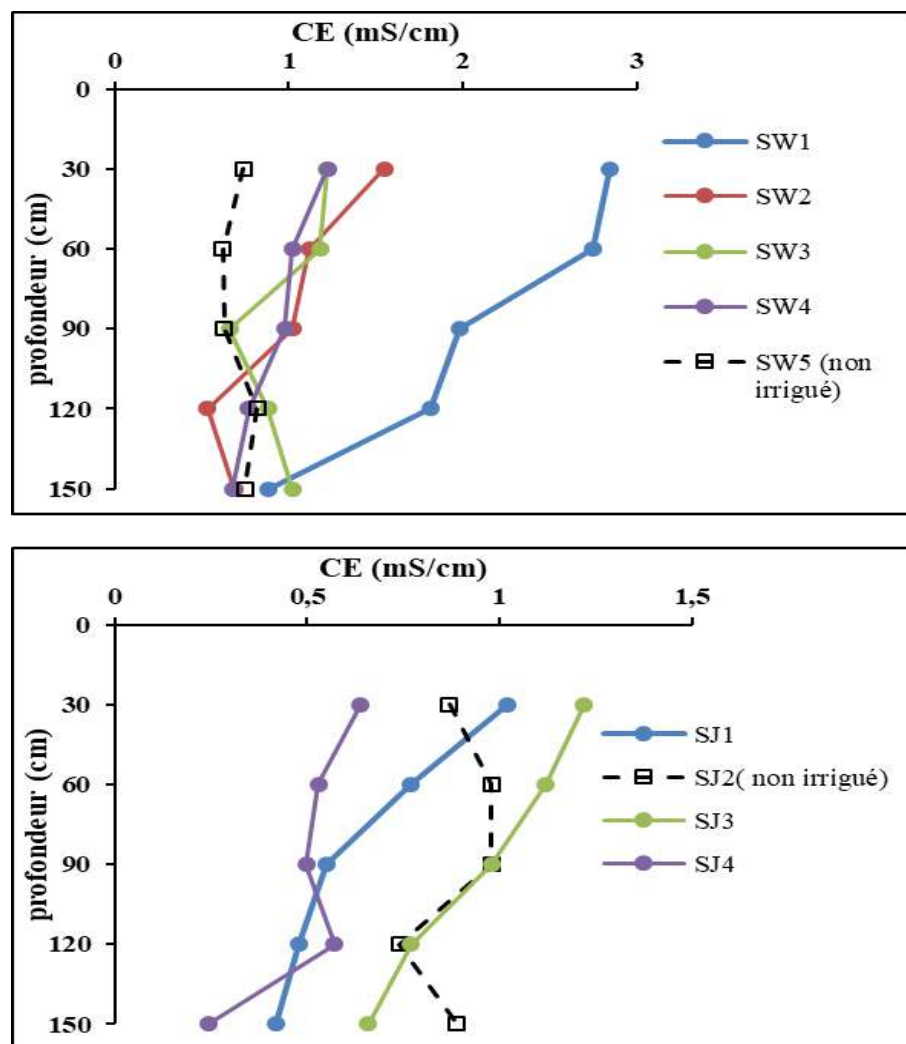 CE (mS/cm)
0 1 2 3
0
30
60
90
120
150
profondeur (cm)
SW1
SW2
SW3
SW4
SW5 (non
irrigué)
CE (mS/cm)
0 0,5 1 1,5
0
30
60
90
120
150
profondeur (cm)
SJ1
SJ2( non irrigué)
SJ3
SJ4